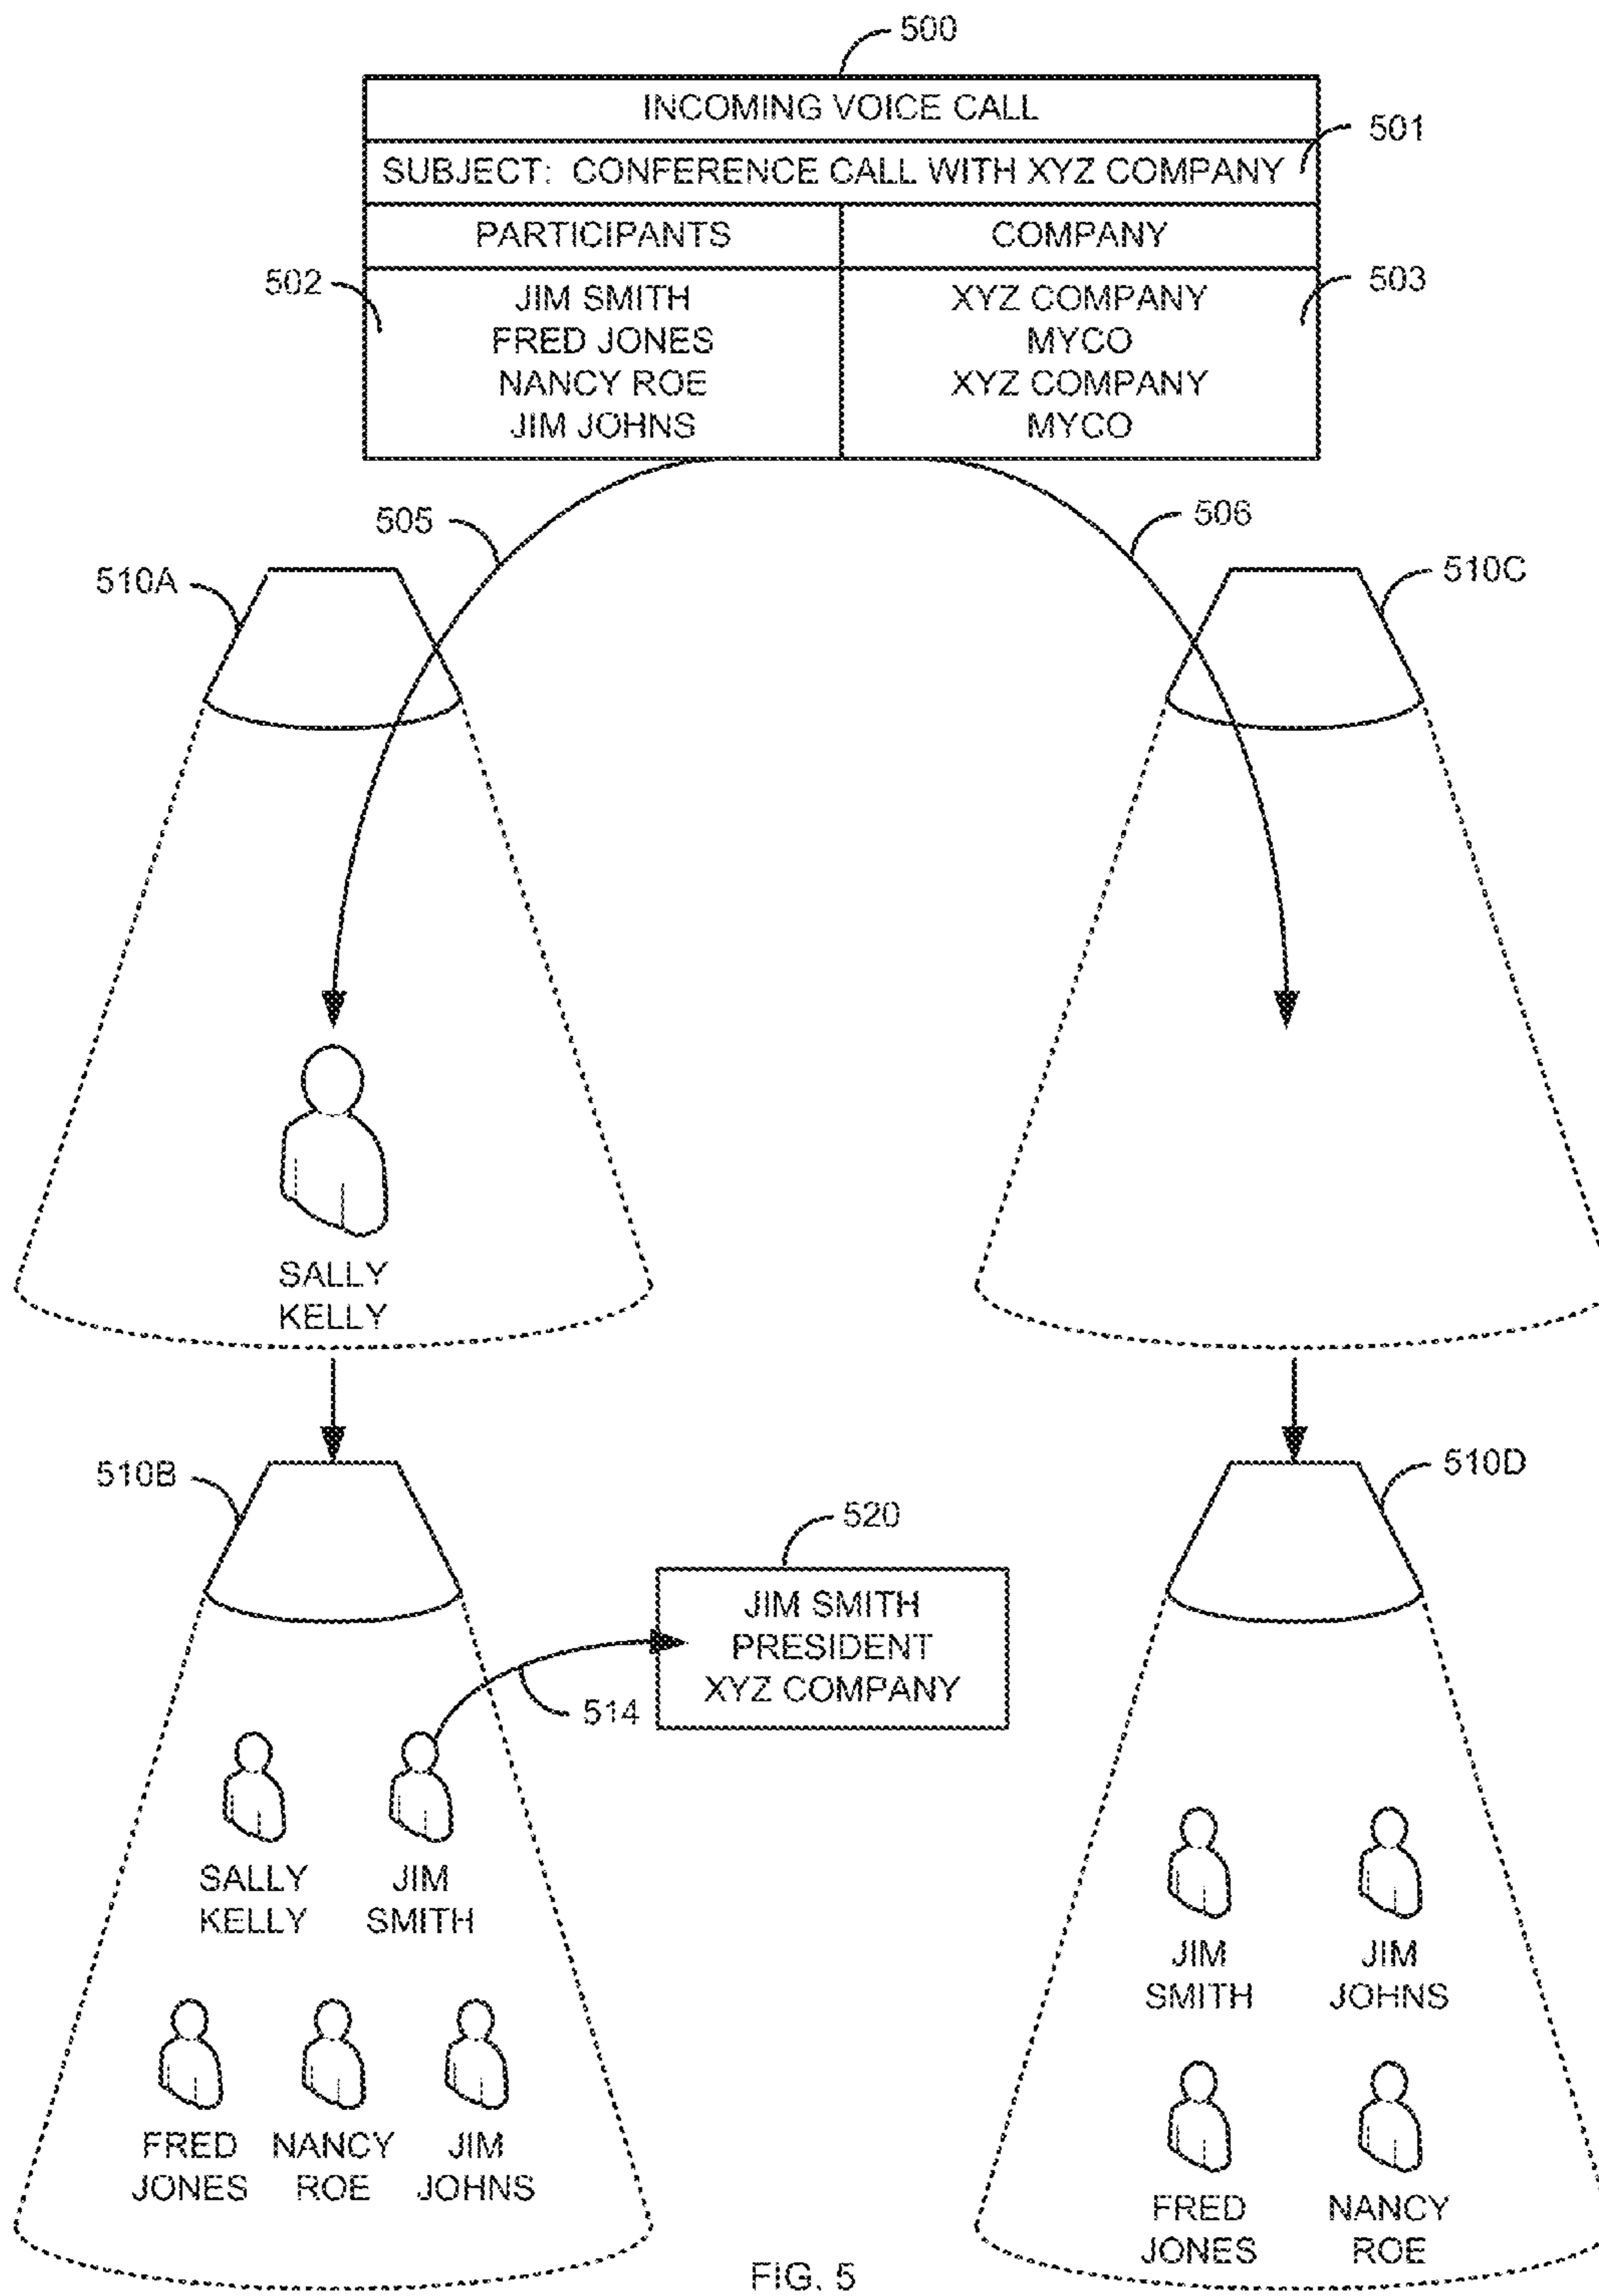 500
INCOMING VOICE CALL
501
SUBJECT: CONFERENCE CALL WITH XYZ COMPANY
PARTICIPANTS COMPANY
502
503
JIM SMITH XYZ COMPANY
FRED JONES MYCO
NANCY ROE XYZ COMPANY
JIM JOHNS MYCO
505
506
510A
510C
SALLY
KELLY
510B
510D
520
JIM SMITH
PRESIDENT
XYZ COMPANY
514
SALLY
KELLY
JIM
SMITH
JIM
SMITH
JIM
JOHNS
FRED
JONES
NANCY
ROE
JIM
JOHNS
FRED
JONES
NANCY
ROE
FIG. 5